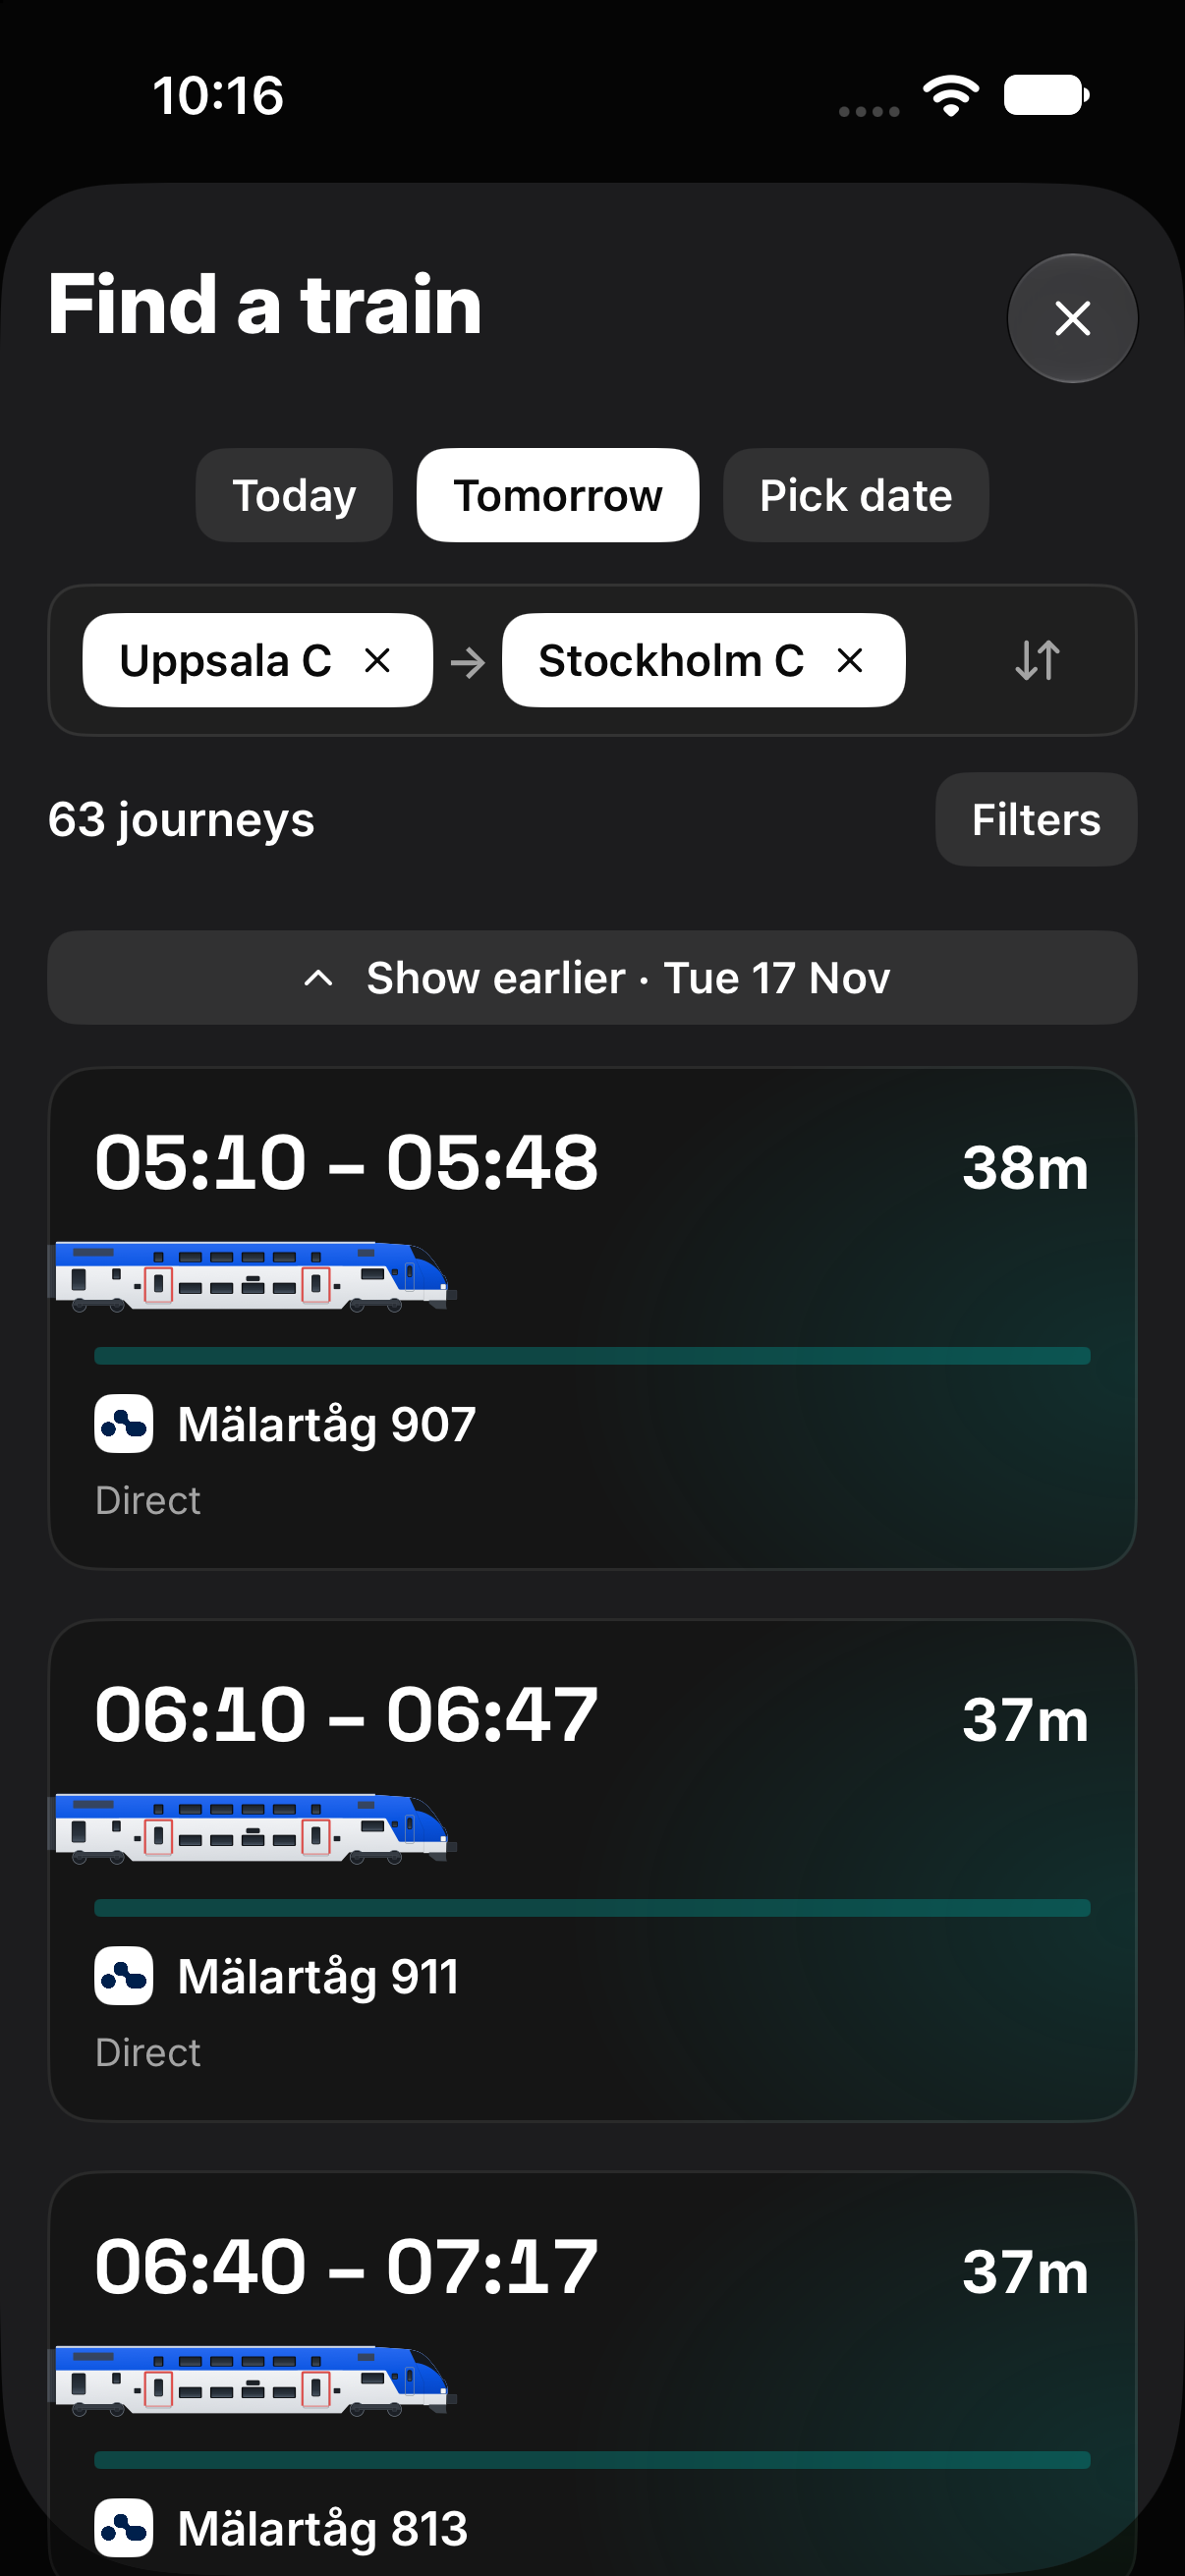 10:16
Find a train
Today Tomorrow Pick date
Uppsala C Stockholm C
63 journeys Filters
Show earlier · Tue 17 Nov
05:10 – 05:48 38m
Mälartåg 907
Direct
06:10 – 06:47 37m
Mälartåg 911
Direct
06:40 – 07:17 37m
Mälartåg 813